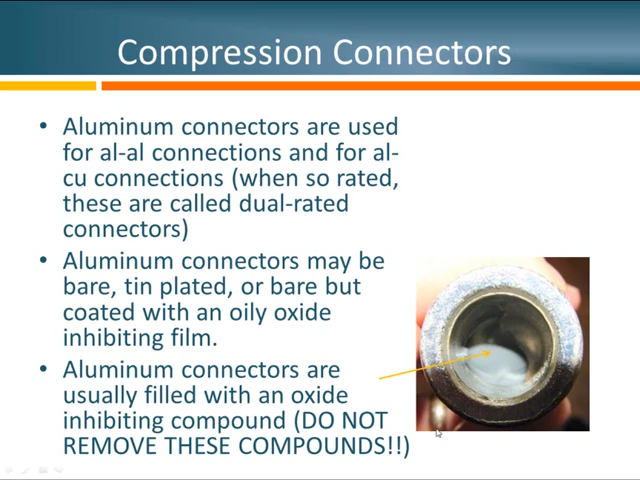 Compression Connectors
• Aluminum connectors are used
for al-al connections and for al-
cu connections (when so rated,
these are called dual-rated
connectors)
• Aluminum connectors may be
bare, tin plated, or bare but
coated with an oily oxide
inhibiting film.
• Aluminum connectors are
usually filled with an oxide
inhibiting compound (DO NOT
REMOVE THESE COMPOUNDS!!)